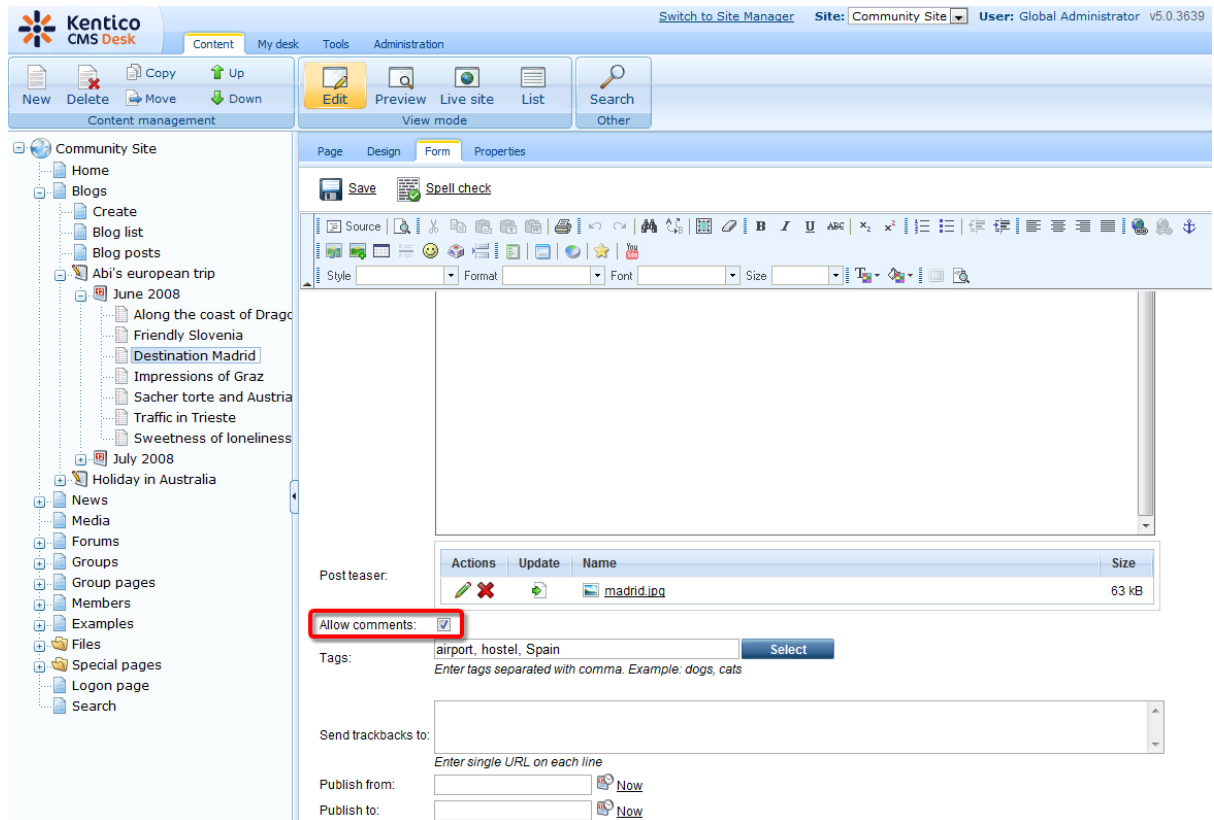 Kentico
CMS Desk
Switch to Site Manager Site: Community Site User: Global Administrator v5.0.3639
Content My desk Tools Administration
New Delete Copy Move Up Down
Content management
Edit Preview Live site List
View mode
Search
Other
Community Site
Home
Blogs
Create
Blog list
Blog posts
Abi's european trip
June 2008
Along the coast of Drago
Friendly Slovenia
Destination Madrid
Impressions of Graz
Sacher torte and Austria
Traffic in Trieste
Sweetness of loneliness
July 2008
Holiday in Australia
News
Media
Forums
Groups
Group pages
Members
Examples
Files
Special pages
Logon page
Search
Page Design Form Properties
Save Spell check
Source B I U ABC x₂ x²
You
Style Format Font Size
Post teaser:
Actions Update Name Size
madrid.jpg 63 kB
Allow comments:
Tags: airport, hostel, Spain Select
Enter tags separated with comma. Example: dogs, cats
Send trackbacks to:
Enter single URL on each line
Publish from: Now
Publish to: Now